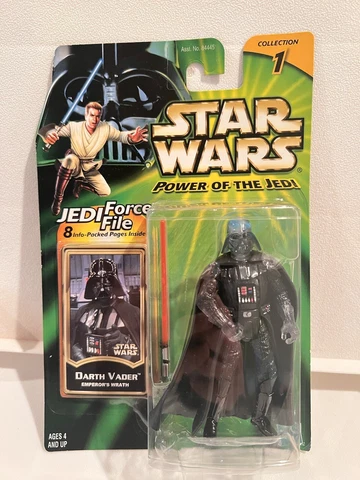 Asst. No. 84445
COLLECTION
1
STAR
WARS
POWER OF THE JEDI
JEDI Force
File
8 Info-Packed Pages Inside
STAR
WARS
DARTH VADER
EMPEROR'S WRATH
AGES 4
AND UP